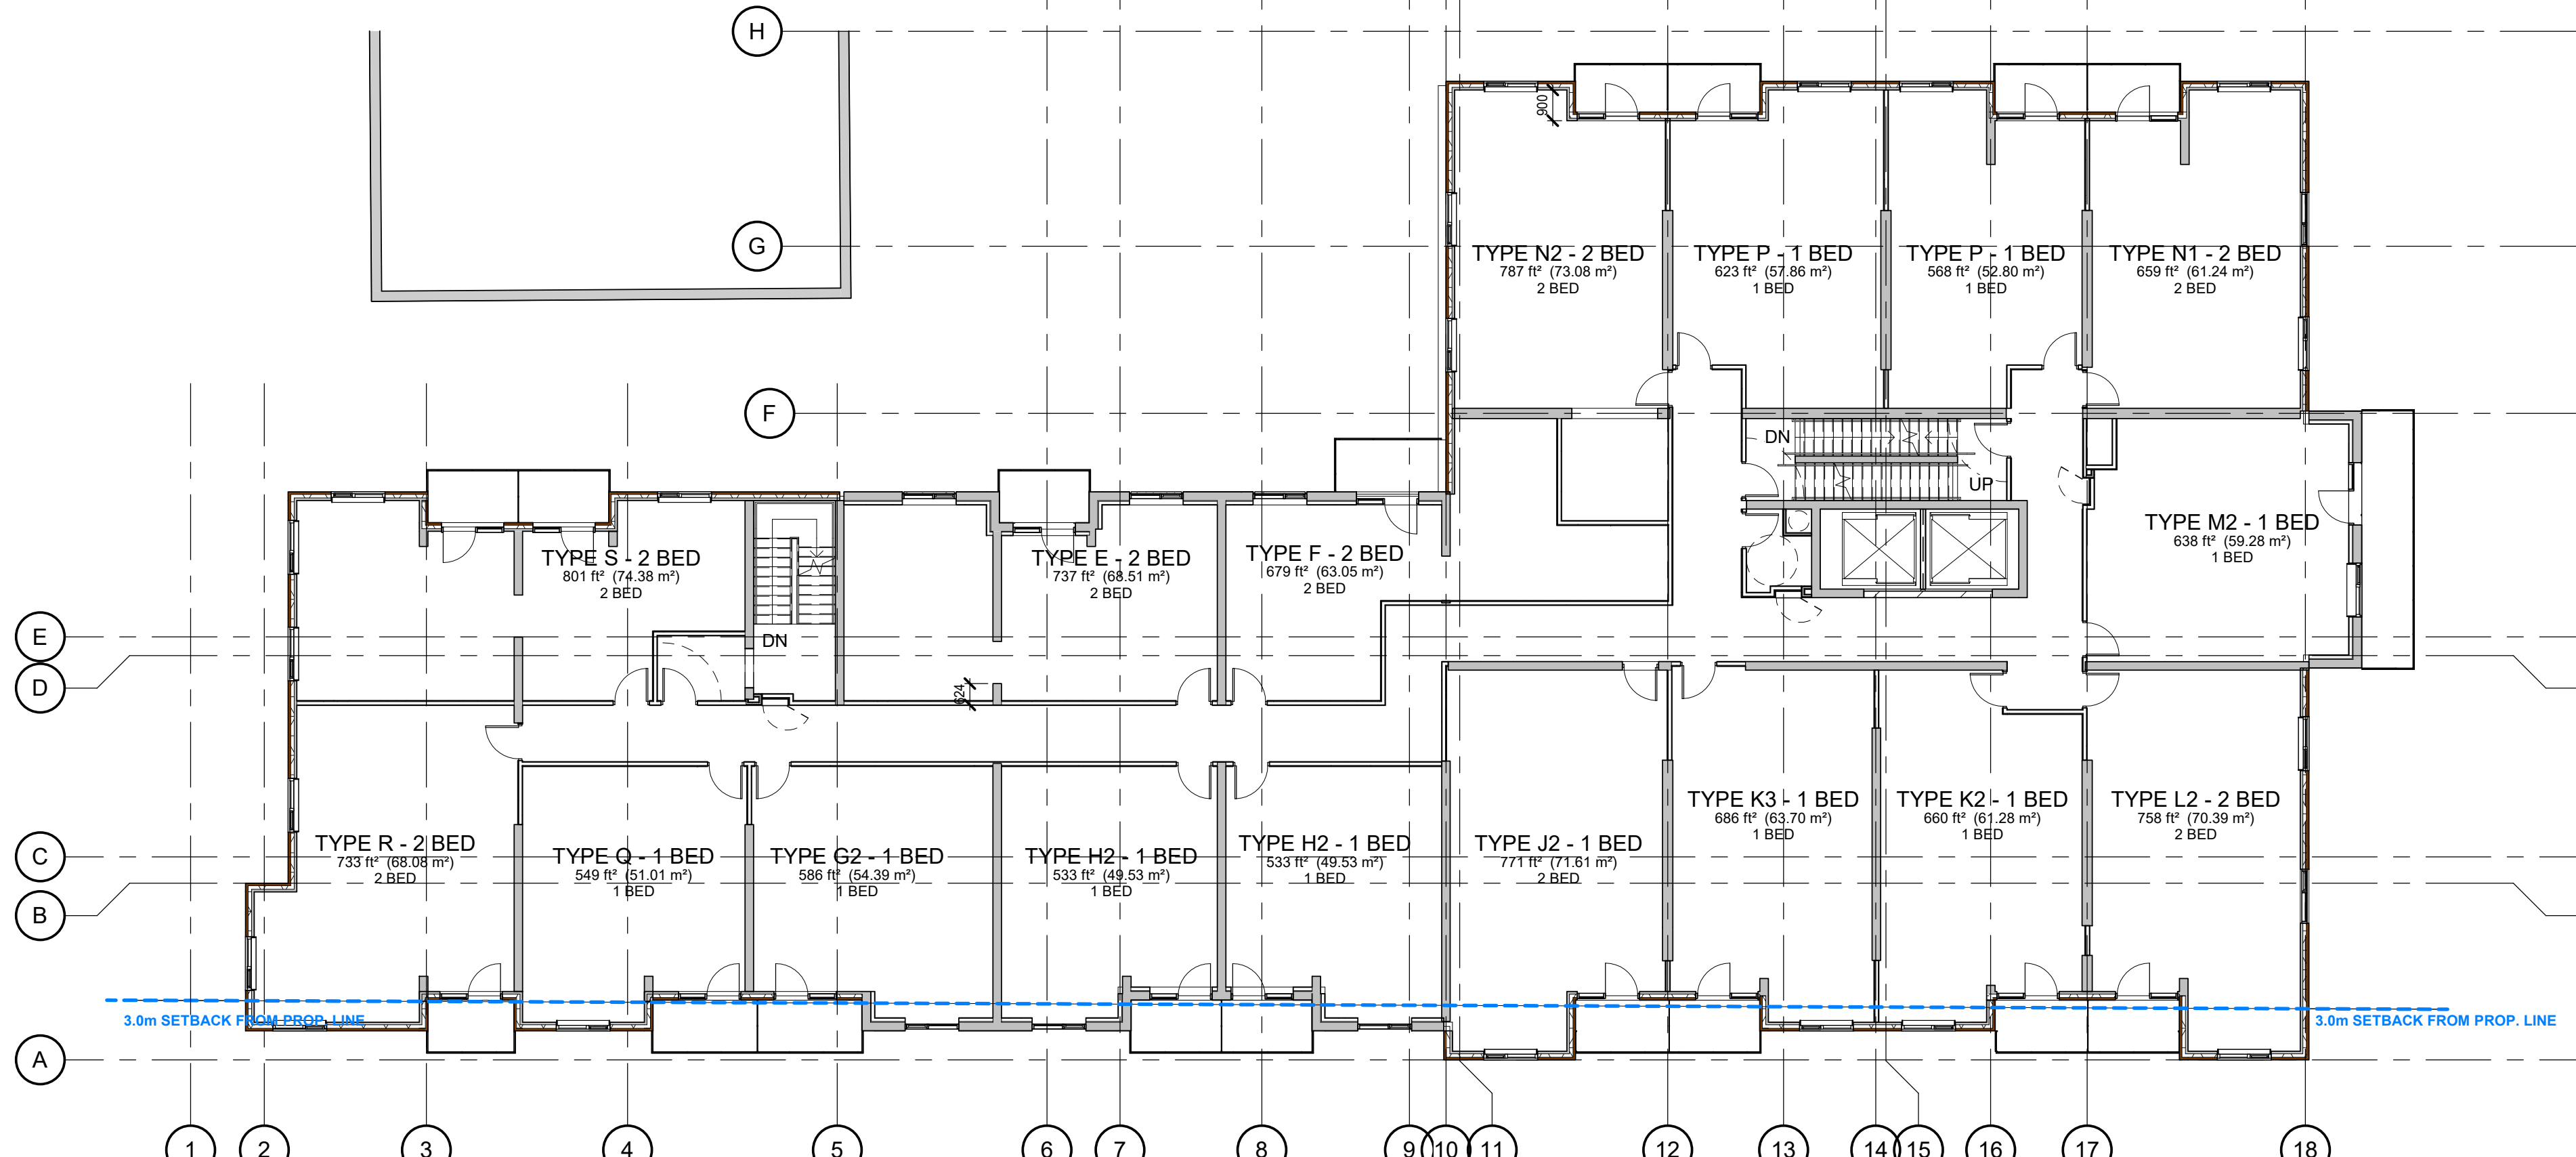 H
900
G
TYPE N2 - 2 BED
787 ft² (73.08 m²)
2 BED
TYPE P - 1 BED
623 ft² (57.86 m²)
1 BED
TYPE P - 1 BED
568 ft² (52.80 m²)
1 BED
TYPE N1 - 2 BED
659 ft² (61.24 m²)
2 BED
F
DN
UP
TYPE S - 2 BED
801 ft² (74.38 m²)
2 BED
TYPE E - 2 BED
737 ft² (68.51 m²)
2 BED
TYPE F - 2 BED
679 ft² (63.05 m²)
2 BED
TYPE M2 - 1 BED
638 ft² (59.28 m²)
1 BED
E
DN
D
624
TYPE R - 2 BED
733 ft² (68.08 m²)
2 BED
TYPE Q - 1 BED
549 ft² (51.01 m²)
1 BED
TYPE G2 - 1 BED
586 ft² (54.39 m²)
1 BED
TYPE H2 - 1 BED
533 ft² (49.53 m²)
1 BED
TYPE H2 - 1 BED
533 ft² (49.53 m²)
1 BED
TYPE J2 - 1 BED
771 ft² (71.61 m²)
2 BED
TYPE K3 - 1 BED
686 ft² (63.70 m²)
1 BED
TYPE K2 - 1 BED
660 ft² (61.28 m²)
1 BED
TYPE L2 - 2 BED
758 ft² (70.39 m²)
2 BED
C
B
3.0m SETBACK FROM PROP. LINE
3.0m SETBACK FROM PROP. LINE
A
1 2 3 4 5 6 7 8 9 10 11 12 13 14 15 16 17 18